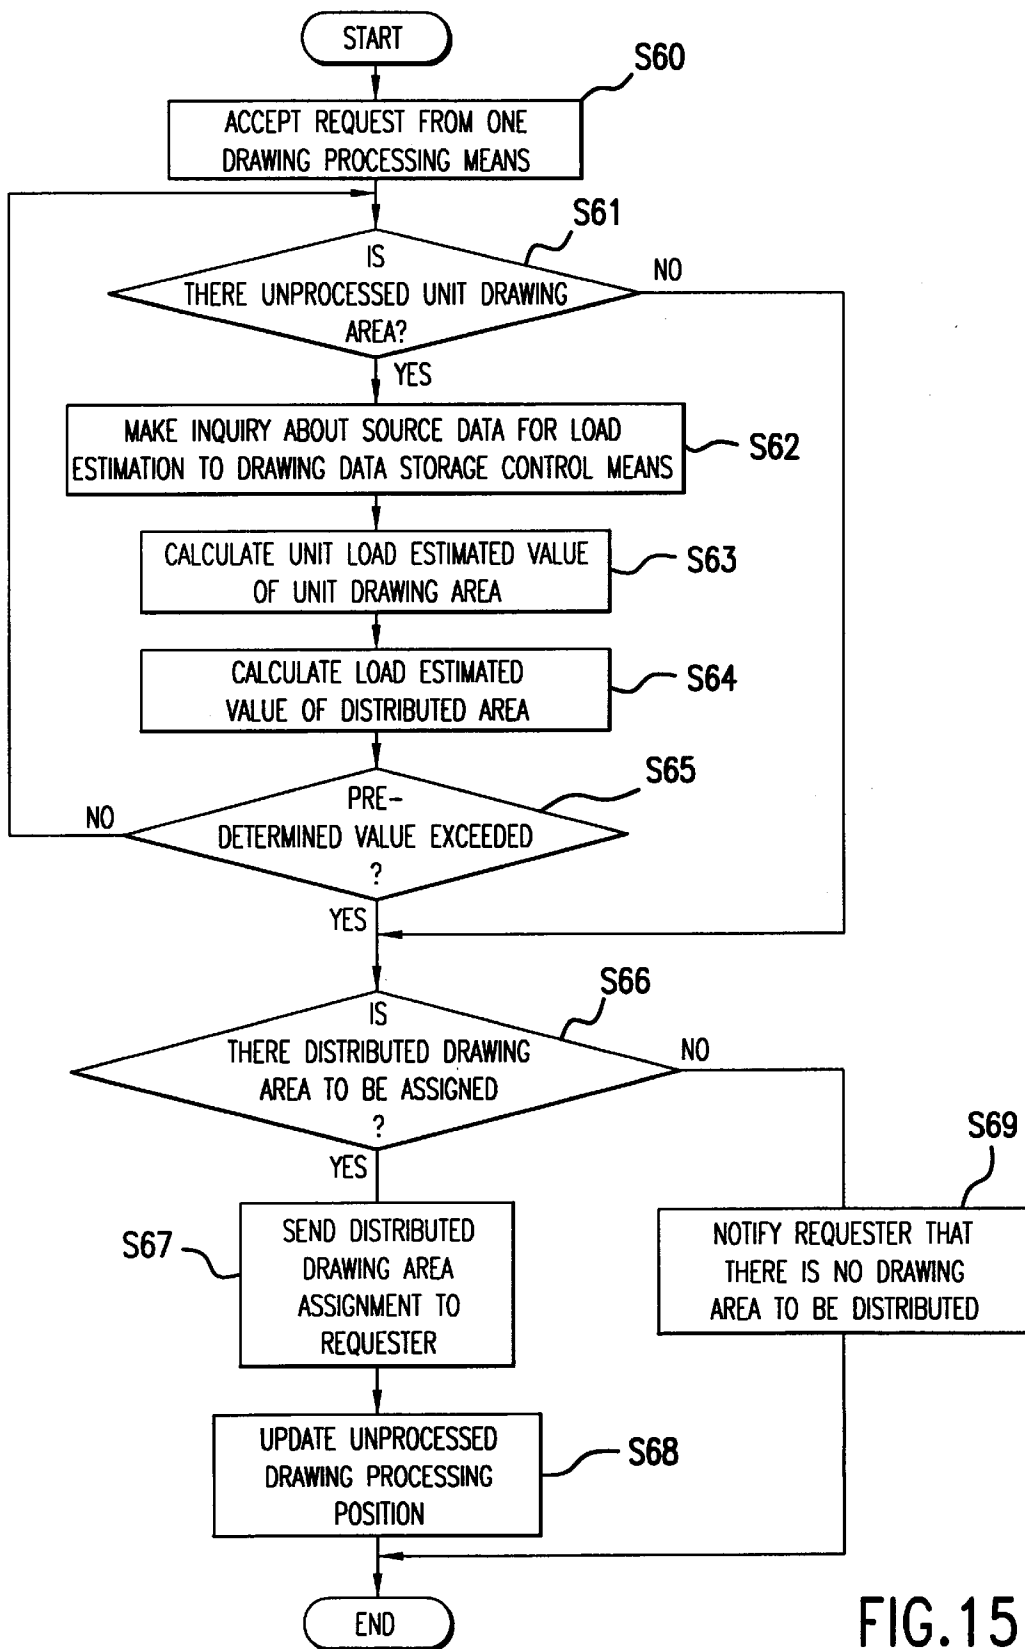 START
S60
ACCEPT REQUEST FROM ONE
DRAWING PROCESSING MEANS
S61
IS
THERE UNPROCESSED UNIT DRAWING
AREA?
NO
YES
MAKE INQUIRY ABOUT SOURCE DATA FOR LOAD
ESTIMATION TO DRAWING DATA STORAGE CONTROL MEANS
S62
CALCULATE UNIT LOAD ESTIMATED VALUE
OF UNIT DRAWING AREA
S63
CALCULATE LOAD ESTIMATED
VALUE OF DISTRIBUTED AREA
S64
S65
PRE-
DETERMINED VALUE EXCEEDED
?
NO
YES
S66
IS
THERE DISTRIBUTED DRAWING
AREA TO BE ASSIGNED
?
NO
YES
S67
SEND DISTRIBUTED
DRAWING AREA
ASSIGNMENT TO
REQUESTER
S69
NOTIFY REQUESTER THAT
THERE IS NO DRAWING
AREA TO BE DISTRIBUTED
UPDATE UNPROCESSED
DRAWING PROCESSING
POSITION
S68
END
FIG.15